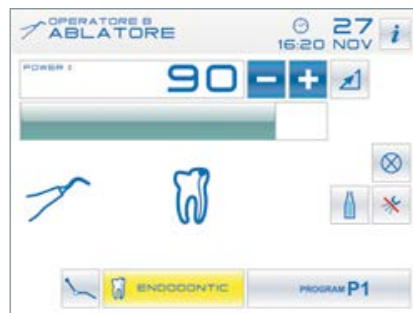 OPERATORE B
ABLATORE
27
16:20 NOV
i
POWER %
90
ENDODONTIC
PROGRAM P1